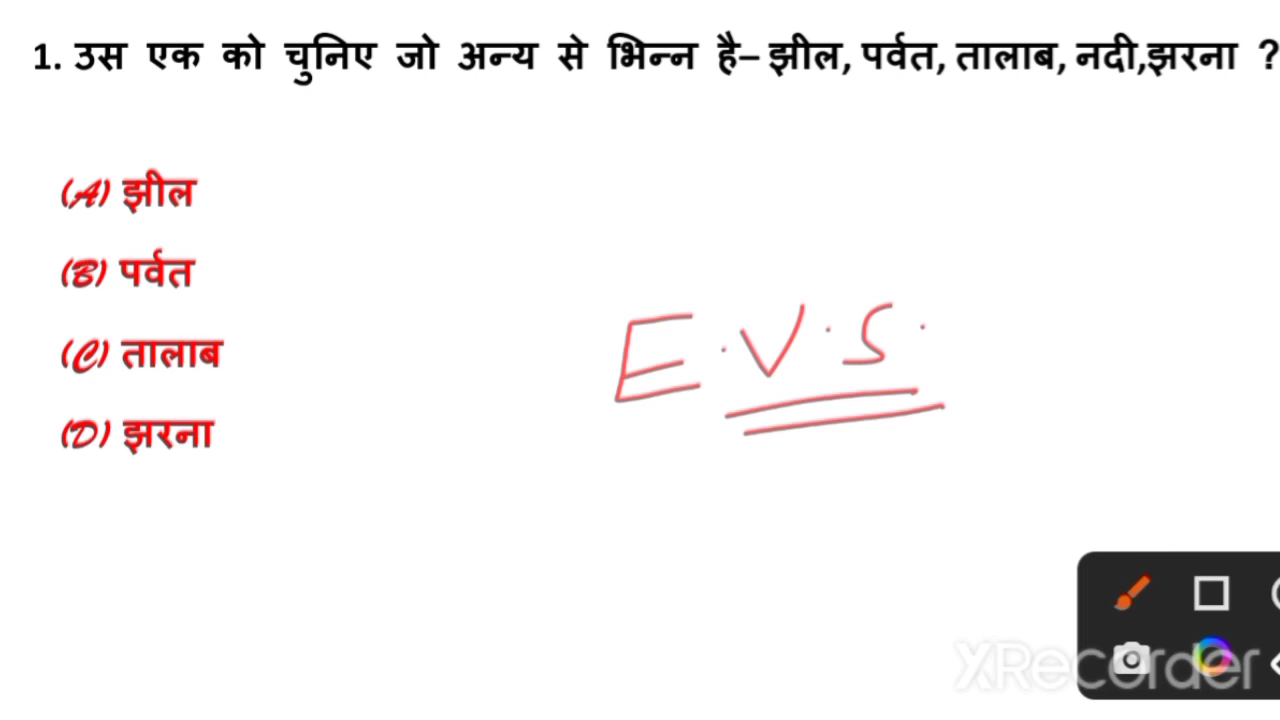 1. उस एक को चुनिए जो अन्य से भिन्न है– झील, पर्वत, तालाब, नदी,झरना ?
(A) झील
(B) पर्वत
E.V.S.
(C) तालाब
(D) झरना
XRecorder